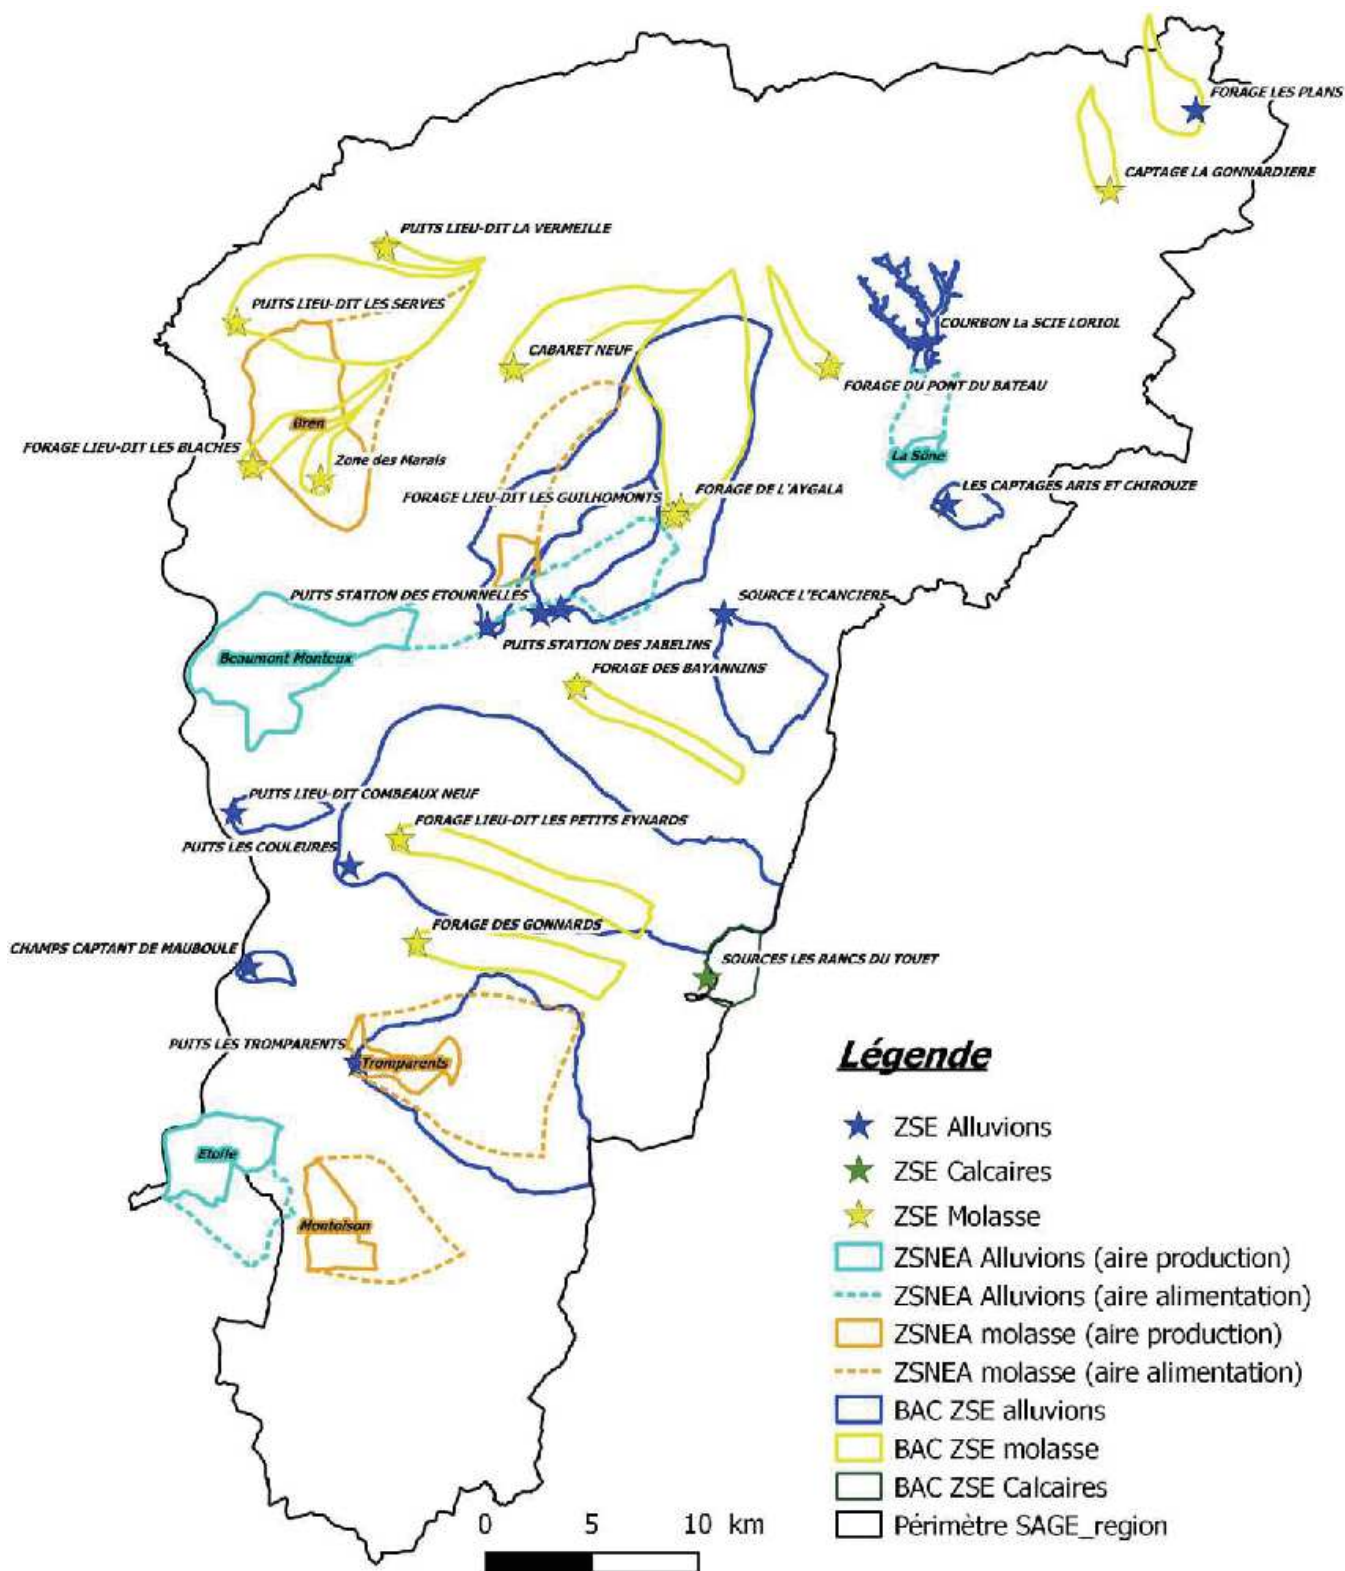 FORAGE LES PLANS
CAPTAGE LA GONNARDIERE
PUITS LIEU-DIT LA VERMEILLE
PUITS LIEU-DIT LES SERVES
COURBON La SCIE LORIOL
CABARET NEUF
FORAGE DU PONT DU BATEAU
Bren
FORAGE LIEU-DIT LES BLACHES
Zone des Marais
La Sône
FORAGE LIEU-DIT LES GUILHOMONTS
FORAGE DE L'AYGALA
LES CAPTAGES ARIS ET CHIROUZE
PUITS STATION DES ETOURNELLES
SOURCE L'ECANCIERE
PUITS STATION DES JABELINS
Beaumont Monteux
FORAGE DES BAYANNINS
PUITS LIEU-DIT COMBEAUX NEUF
FORAGE LIEU-DIT LES PETITS EYNARDS
PUITS LES COULEURES
FORAGE DES GONNARDS
CHAMPS CAPTANT DE MAUBOULE
SOURCES LES RANCS DU TOUET
PUITS LES TROMPARENTS
Tromparents
Etoile
Montoison
Légende
ZSE Alluvions
ZSE Calcaires
ZSE Molasse
ZSNEA Alluvions (aire production)
ZSNEA Alluvions (aire alimentation)
ZSNEA molasse (aire production)
ZSNEA molasse (aire alimentation)
BAC ZSE alluvions
BAC ZSE molasse
BAC ZSE Calcaires
Périmètre SAGE_region
0 5 10 km